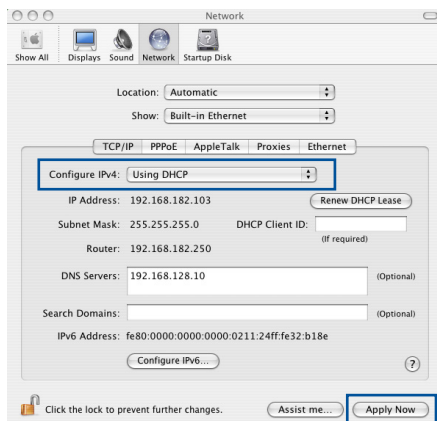 Network
Show All Displays Sound Network Startup Disk
Location: Automatic
Show: Built-in Ethernet
TCP/IP PPPoE AppleTalk Proxies Ethernet
Configure IPv4: Using DHCP
IP Address: 192.168.182.103 Renew DHCP Lease
Subnet Mask: 255.255.255.0 DHCP Client ID:
(If required)
Router: 192.168.182.250
DNS Servers: 192.168.128.10 (Optional)
Search Domains: (Optional)
IPv6 Address: fe80:0000:0000:0000:0211:24ff:fe32:b18e
Configure IPv6... ?
Click the lock to prevent further changes. Assist me... Apply Now